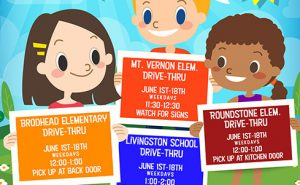 MT. VERNON ELEM.
DRIVE-THRU
JUNE 1ST-18TH
WEEKDAYS
11:30-12:30
WATCH FOR SIGNS
BRODHEAD ELEMENTARY
DRIVE-THRU
JUNE 1ST-18TH
WEEKDAYS
12:00-1:00
PICK UP AT BACK DOOR
ROUNDSTONE ELEM.
DRIVE-THRU
JUNE 1ST-18TH
WEEKDAYS
12:00-1:00
PICK UP AT KITCHEN DOOR
LIVINGSTON SCHOOL
DRIVE-THRU
JUNE 1ST-18TH
WEEKDAYS
1:00-2:00